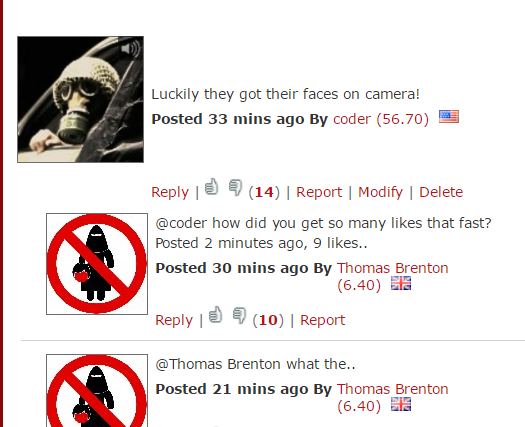 Luckily they got their faces on camera!
Posted 33 mins ago By coder (56.70)
Reply | (14) | Report | Modify | Delete
@coder how did you get so many likes that fast?
Posted 2 minutes ago, 9 likes..
Posted 30 mins ago By Thomas Brenton
(6.40)
Reply | (10) | Report
@Thomas Brenton what the..
Posted 21 mins ago By Thomas Brenton
(6.40)